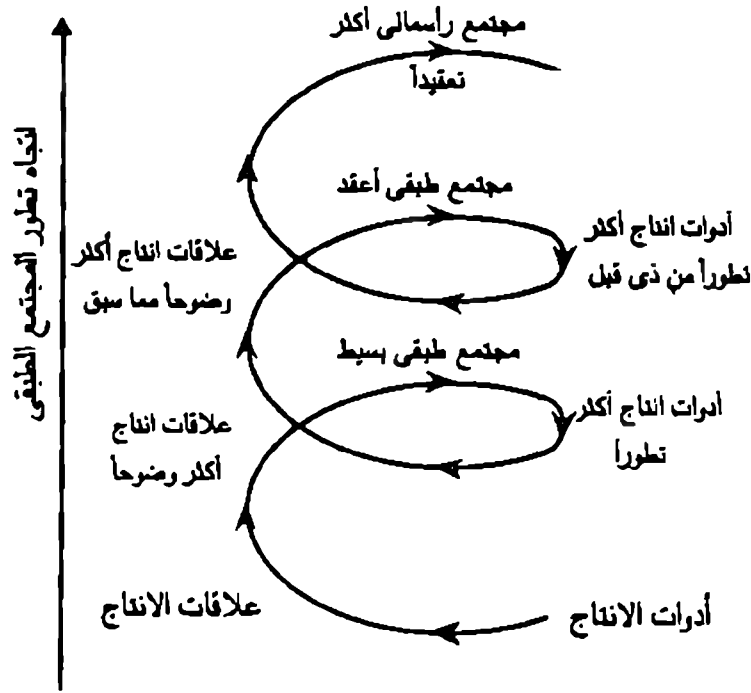 مجتمع رأسمالى أكثر
تعقيداً
اتجاه تطور المجتمع الطبقى
مجتمع طبقى أعقد
أدوات انتاج أكثر
تطوراً من ذى قبل
علاقات انتاج أكثر
وضوحاً مما سبق
مجتمع طبقى بسيط
أدوات انتاج أكثر
تطوراً
علاقات انتاج
أكثر وضوحاً
أدوات الانتاج
علاقات الانتاج